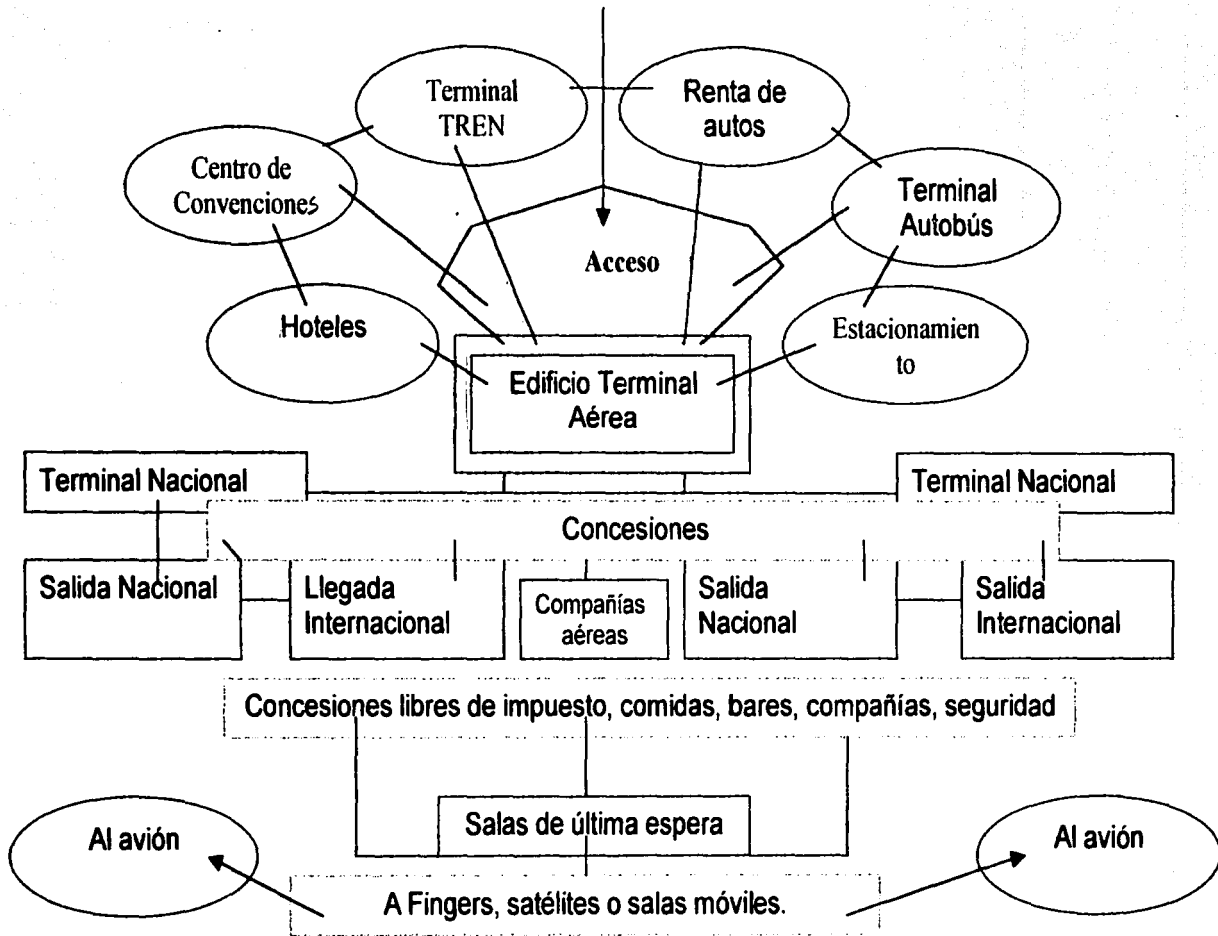 Terminal
TREN
Renta de
autos
Centro de
Convenciones
Terminal
Autobús
Acceso
Hoteles
Estacionamien
to
Edificio Terminal
Aérea
Terminal Nacional
Terminal Nacional
Concesiones
Salida Nacional
Llegada
Internacional
Compañías
aéreas
Salida
Nacional
Salida
Internacional
Concesiones libres de impuesto, comidas, bares, compañías, seguridad
Salas de última espera
Al avión
Al avión
A Fingers, satélites o salas móviles.